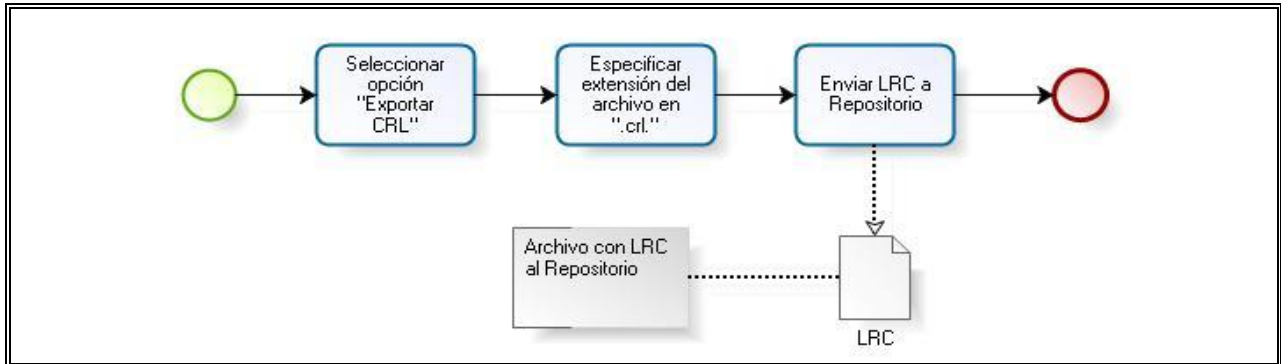 Seleccionar
opción
"Exportar
CRL"
Especificar
extensión del
archivo en
".crl."
Enviar LRC a
Repositorio
Archivo con LRC
al Repositorio
LRC